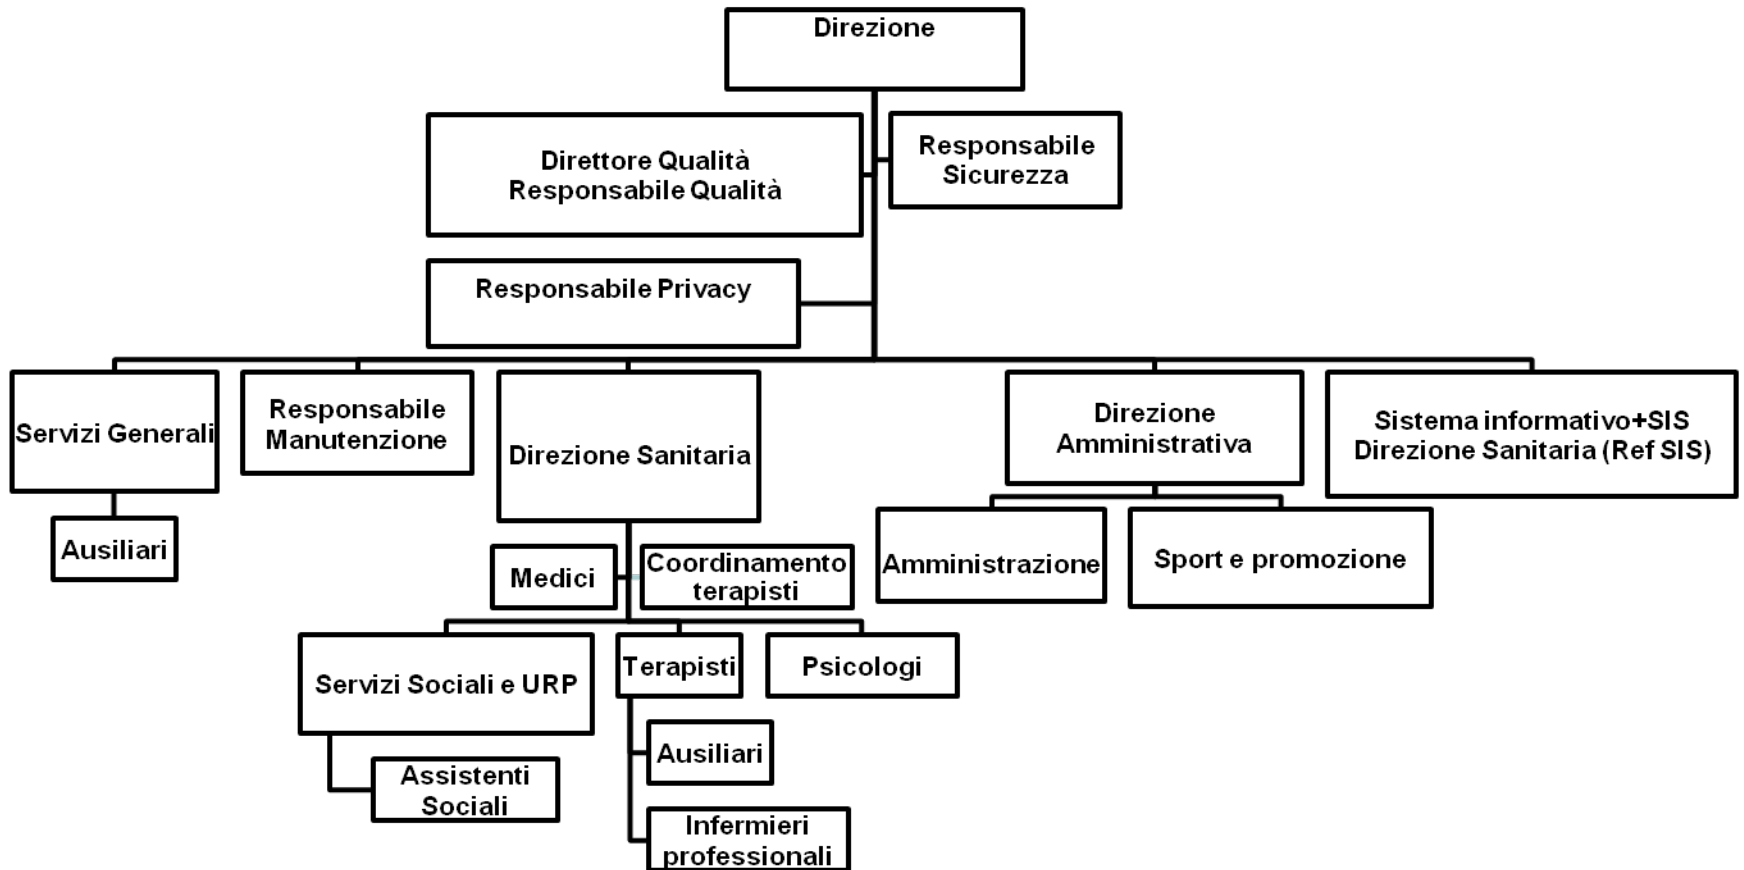 Direzione
Direttore Qualità
Responsabile Qualità
Responsabile
Sicurezza
Responsabile Privacy
Servizi Generali
Responsabile
Manutenzione
Direzione Sanitaria
Direzione
Amministrativa
Sistema informativo+SIS
Direzione Sanitaria (Ref SIS)
Ausiliari
Medici
Coordinamento
terapisti
Amministrazione
Sport e promozione
Servizi Sociali e URP
Terapisti
Psicologi
Ausiliari
Assistenti
Sociali
Infermieri
professionali